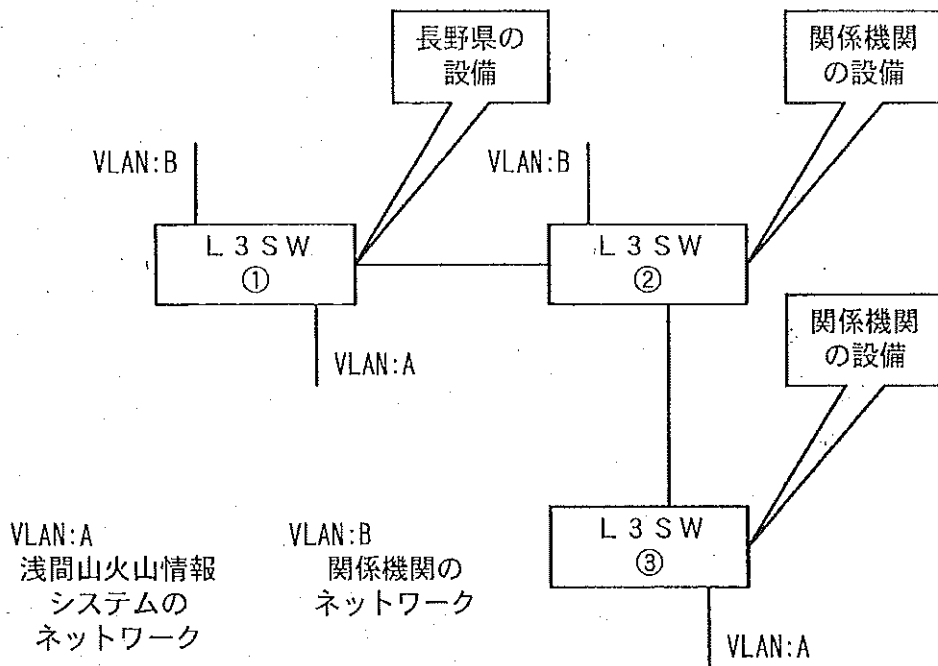 長野県の
設備
関係機関
の設備
VLAN:B
VLAN:B
L3SW
①
L3SW
②
VLAN:A
関係機関
の設備
L3SW
③
VLAN:A
VLAN:A
浅間山火山情報
システムの
ネットワーク
VLAN:B
関係機関の
ネットワーク